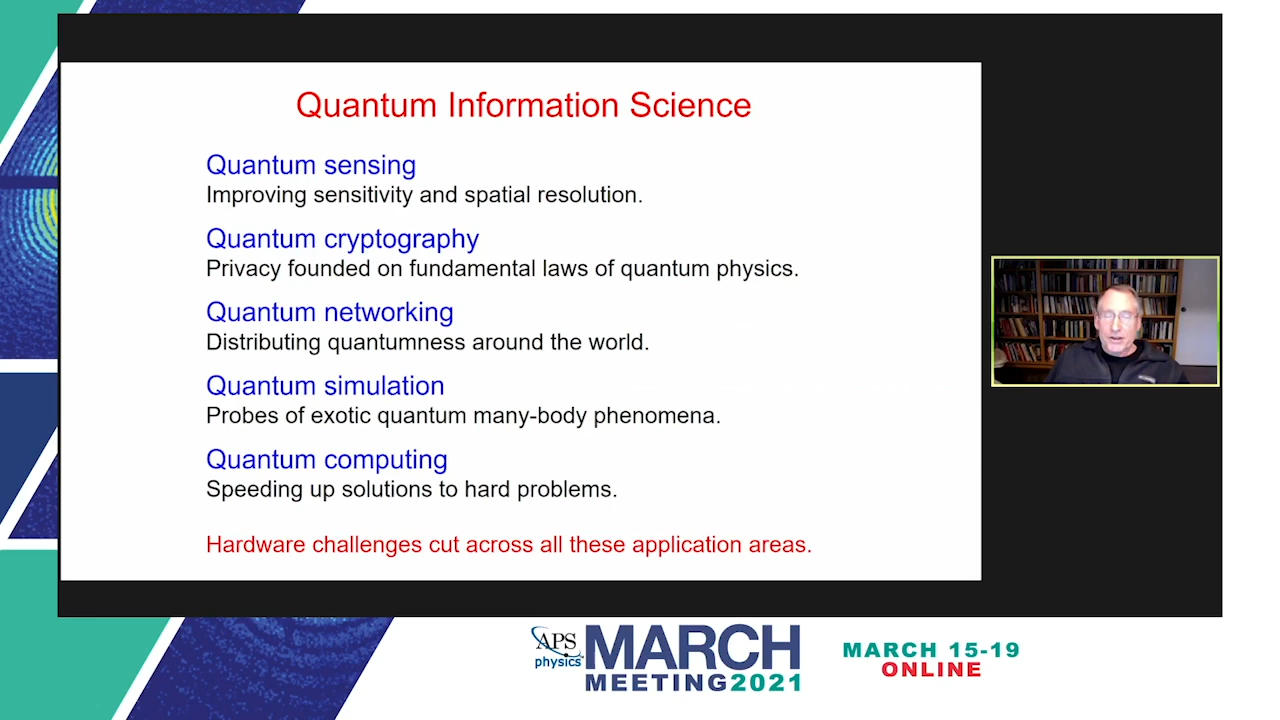 Quantum Information Science
Quantum sensing
Improving sensitivity and spatial resolution.
Quantum cryptography
Privacy founded on fundamental laws of quantum physics.
Quantum networking
Distributing quantumness around the world.
Quantum simulation
Probes of exotic quantum many-body phenomena.
Quantum computing
Speeding up solutions to hard problems.
Hardware challenges cut across all these application areas.
APS
physics
MARCH
MEETING2021
MARCH 15-19
ONLINE